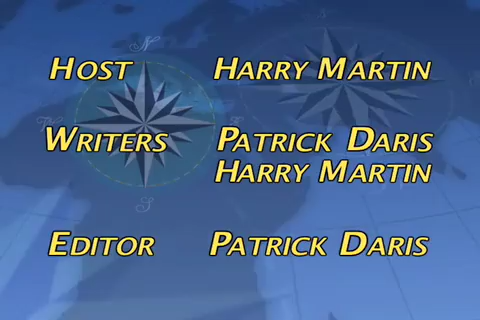 HOST HARRY MARTIN
WRITERS PATRICK DARIS
HARRY MARTIN
EDITOR PATRICK DARIS
N
S